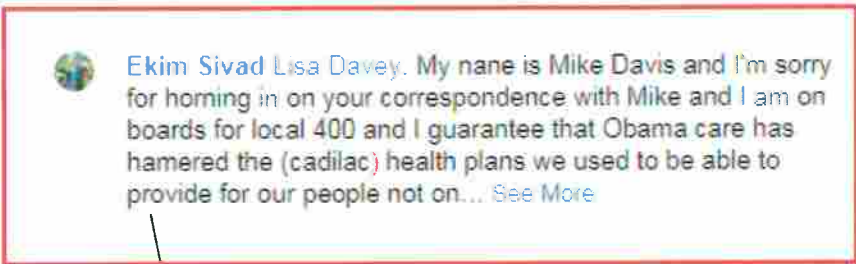 Ekim Sivad Lisa Davey. My nane is Mike Davis and I'm sorry
for horning in on your correspondence with Mike and I am on
boards for local 400 and I guarantee that Obama care has
hamered the (cadilac) health plans we used to be able to
provide for our people not on... See More